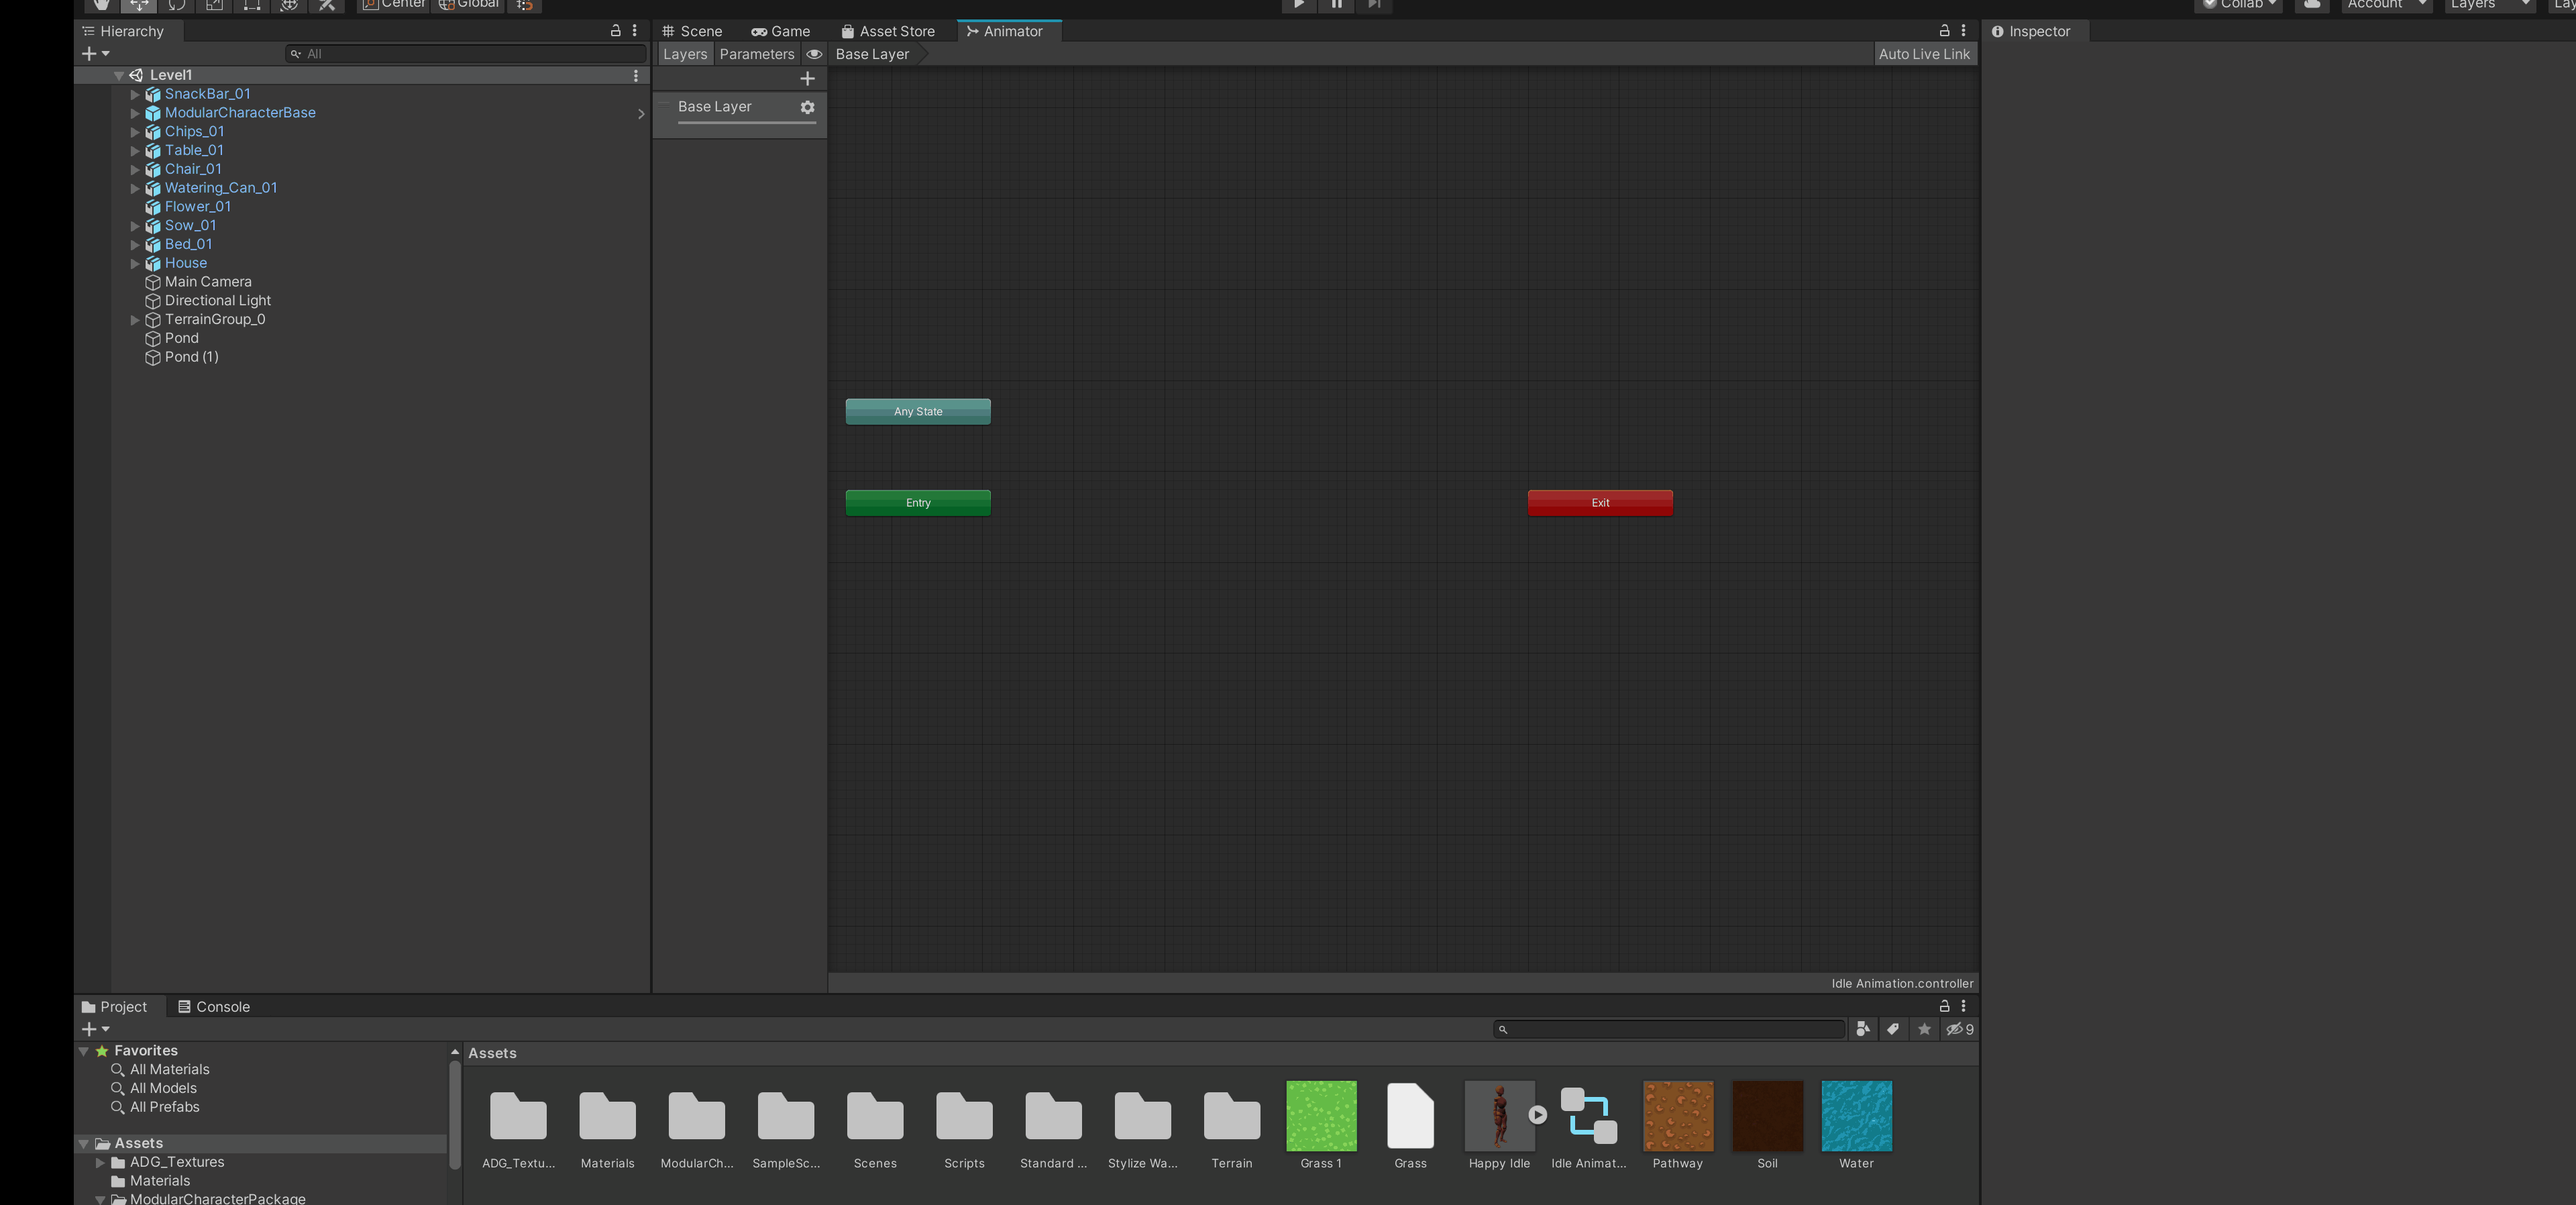 Center Global Collab Account Layers
Hierarchy
All
Level1
SnackBar_01
ModularCharacterBase
Chips_01
Table_01
Chair_01
Watering_Can_01
Flower_01
Sow_01
Bed_01
House
Main Camera
Directional Light
TerrainGroup_0
Pond
Pond (1)
Scene Game Asset Store Animator
Layers Parameters Base Layer Auto Live Link
Base Layer
Any State
Entry
Exit
Idle Animation.controller
Inspector
Project Console
9
Favorites
All Materials
All Models
All Prefabs
Assets
ADG_Textures
Materials
ModularCharacterPackage
Assets
ADG_Textu... Materials ModularCh... SampleSc... Scenes Scripts Standard ... Stylize Wa... Terrain Grass 1 Grass Happy Idle Idle Animat... Pathway Soil Water